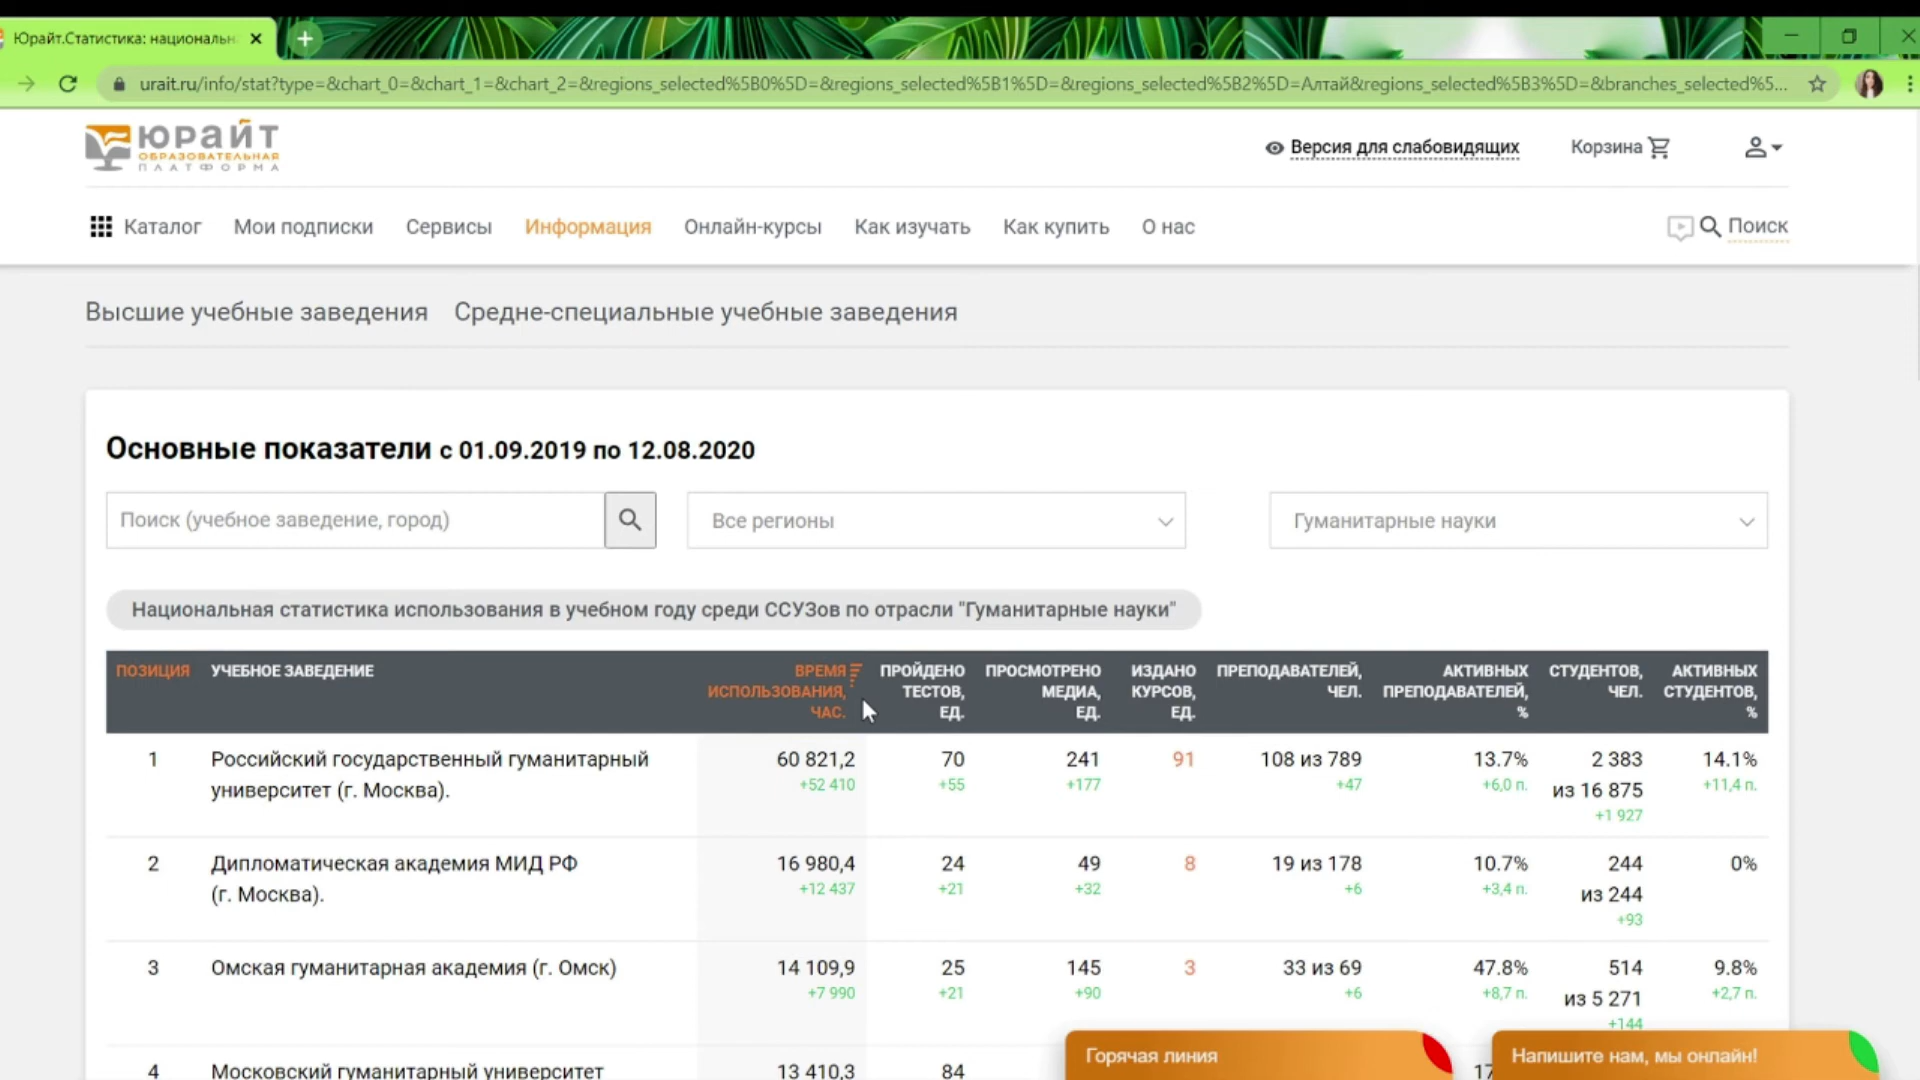 Юрайт.Статистика: националь
urait.ru/info/stat?type=&chart_0=&chart_1=&chart_2=&regions_selected%5B0%5D=&regions_selected%5B1%5D=&regions_selected%5B2%5D=Алтай&regions_selected%5B3%5D=&branches_selected%5...
юрайт
ОБРАЗОВАТЕЛЬНАЯ
ПЛАТФОРМА
Версия для слабовидящих
Корзина
Каталог Мои подписки Сервисы Информация Онлайн-курсы Как изучать Как купить О нас Поиск
Высшие учебные заведения Средне-специальные учебные заведения
Основные показатели с 01.09.2019 по 12.08.2020
Поиск (учебное заведение, город) Все регионы Гуманитарные науки
Национальная статистика использования в учебном году среди ССУЗов по отрасли "Гуманитарные науки"
ПОЗИЦИЯ УЧЕБНОЕ ЗАВЕДЕНИЕ ВРЕМЯ ПРОЙДЕНО ПРОСМОТРЕНО ИЗДАНО ПРЕПОДАВАТЕЛЕЙ, АКТИВНЫХ СТУДЕНТОВ, АКТИВНЫХ
ИСПОЛЬЗОВАНИЯ, ТЕСТОВ, МЕДИА, КУРСОВ, ЧЕЛ. ПРЕПОДАВАТЕЛЕЙ, ЧЕЛ. СТУДЕНТОВ,
ЧАС. ЕД. ЕД. ЕД. % %
1 Российский государственный гуманитарный 60 821,2 70 241 91 108 из 789 13.7% 2 383 14.1%
университет (г. Москва). +52 410 +55 +177 +47 +6,0 п. из 16 875 +11,4 п.
+1 927
2 Дипломатическая академия МИД РФ 16 980,4 24 49 8 19 из 178 10.7% 244 0%
(г. Москва). +12 437 +21 +32 +6 +3,4 п. из 244
+93
3 Омская гуманитарная академия (г. Омск) 14 109,9 25 145 3 33 из 69 47.8% 514 9.8%
+7 990 +21 +90 +6 +8,7 п. из 5 271 +2,7 п.
+144
4 Московский гуманитарный университет 13 410,3 84 17
Горячая линия Напишите нам, мы онлайн!